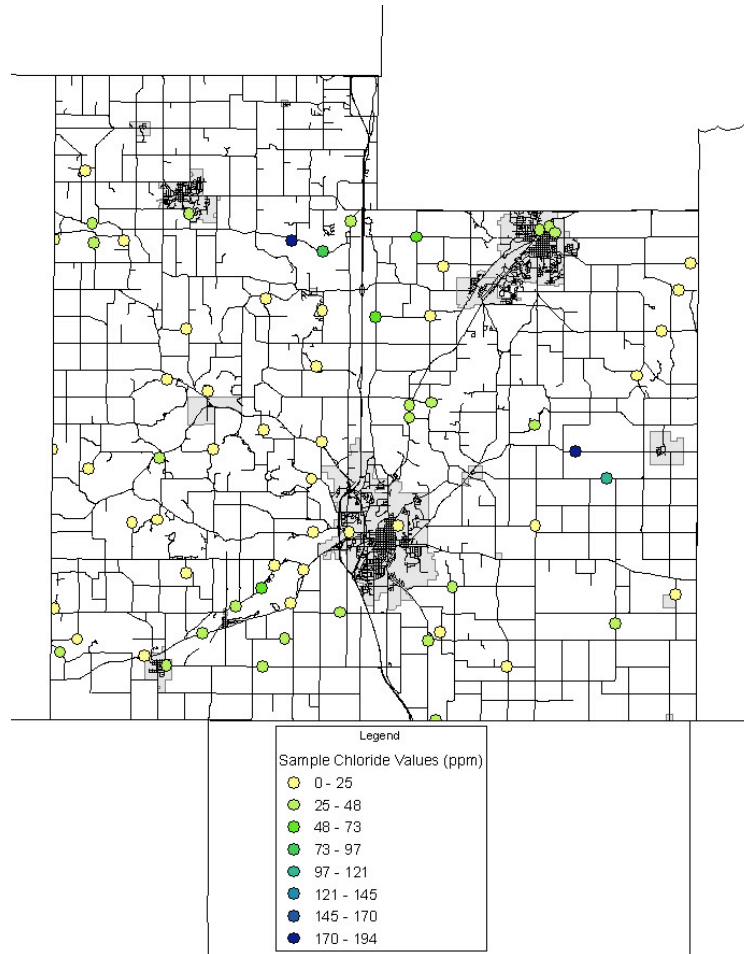 Legend
Sample Chloride Values (ppm)
0 - 25
25 - 48
48 - 73
73 - 97
97 - 121
121 - 145
145 - 170
170 - 194